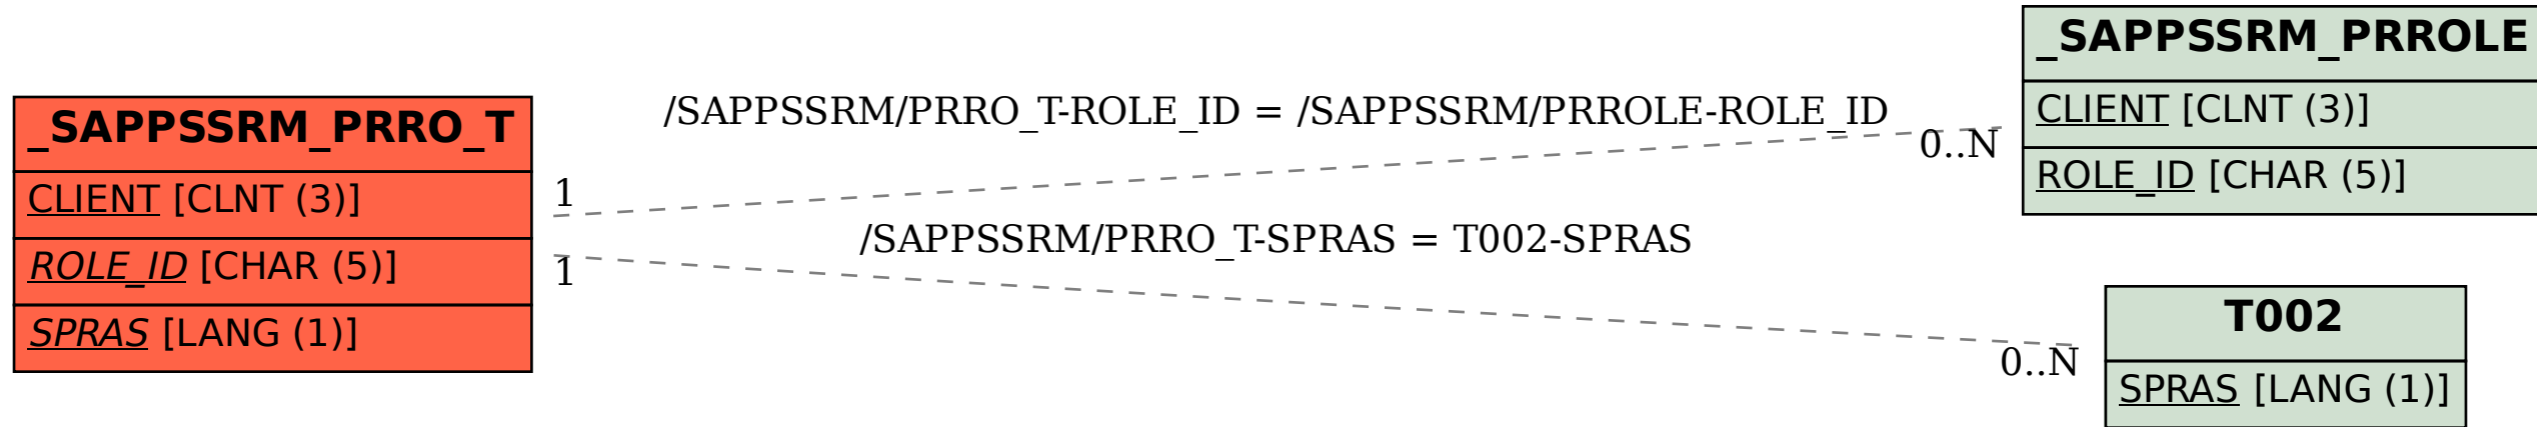 _SAPPSSRM_PRRO_T
CLIENT [CLNT (3)]
ROLE_ID [CHAR (5)]
SPRAS [LANG (1)]
/SAPPSSRM/PRRO_T-ROLE_ID = /SAPPSSRM/PRROLE-ROLE_ID
1
0..N
/SAPPSSRM/PRRO_T-SPRAS = T002-SPRAS
1
0..N
_SAPPSSRM_PRROLE
CLIENT [CLNT (3)]
ROLE_ID [CHAR (5)]
T002
SPRAS [LANG (1)]